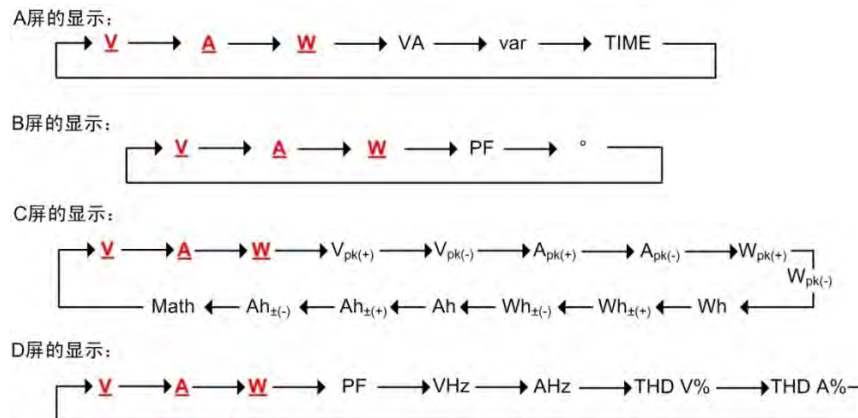 A屏的显示：
V A W VA var TIME
B屏的显示：
V A W PF °
C屏的显示：
V A W Vpk(+) Vpk(-) Apk(+) Apk(-) Wpk(+)
Wpk(-)
Math Ah±(-) Ah±(+) Ah Wh±(-) Wh±(+) Wh
D屏的显示：
V A W PF VHz AHz THD V% THD A%